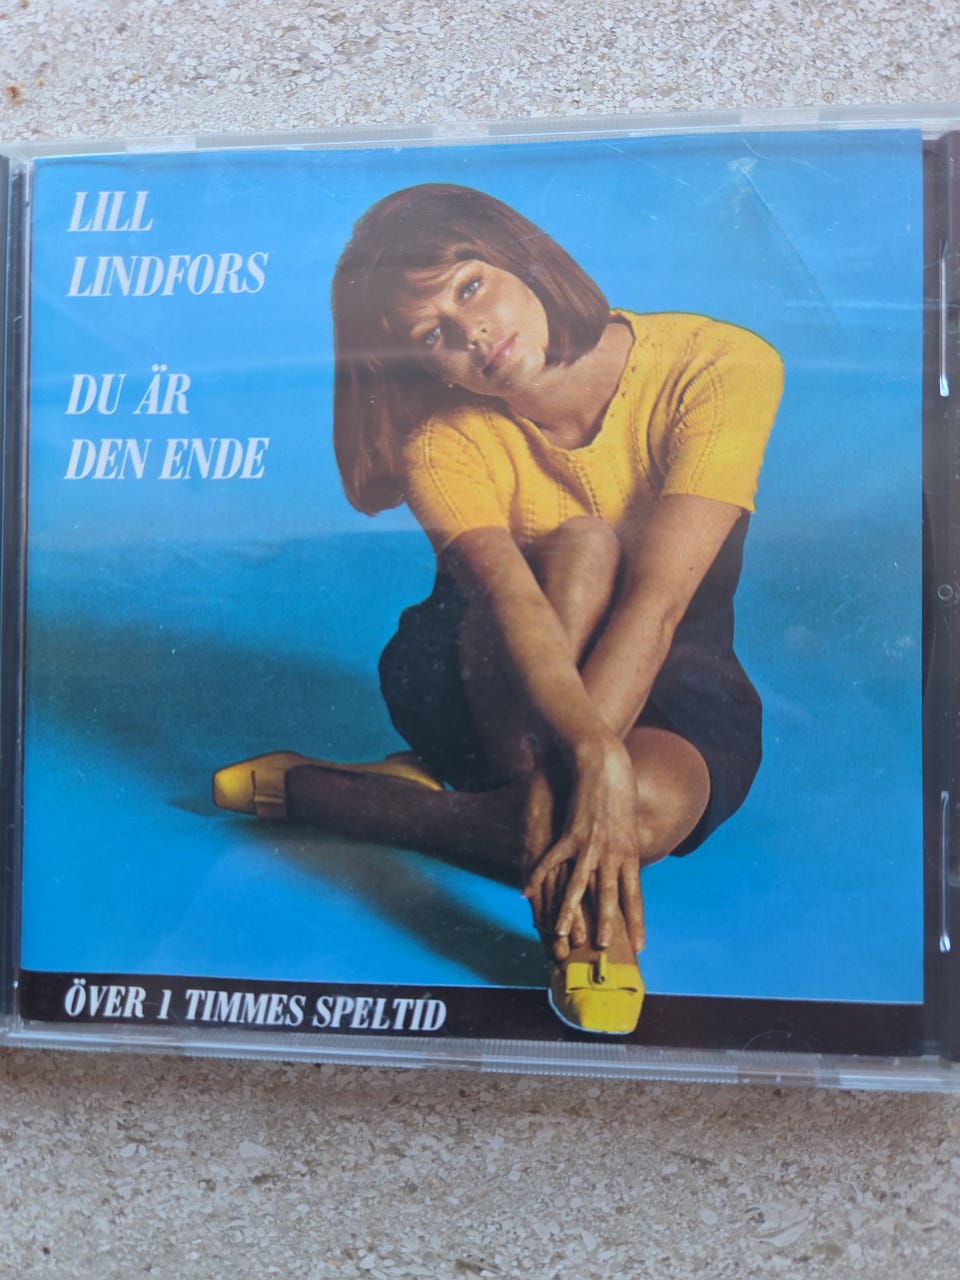 LILL
LINDFORS
DU ÄR
DEN ENDE
ÖVER 1 TIMMES SPELTID